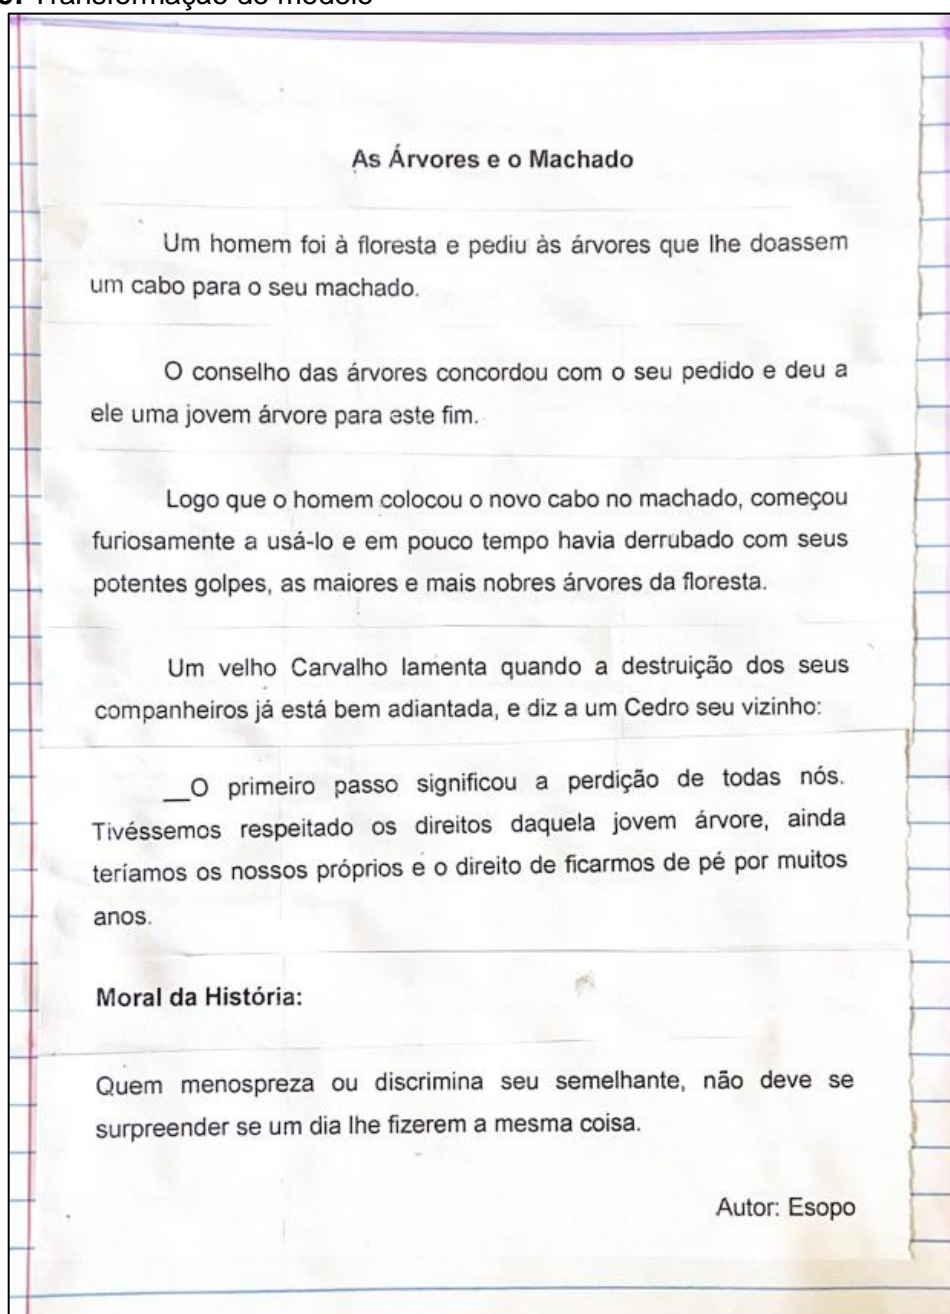 Transformação do modelo
As Árvores e o Machado
Um homem foi à floresta e pediu às árvores que lhe doassem
um cabo para o seu machado.
O conselho das árvores concordou com o seu pedido e deu a
ele uma jovem árvore para este fim.
Logo que o homem colocou o novo cabo no machado, começou
furiosamente a usá-lo e em pouco tempo havia derrubado com seus
potentes golpes, as maiores e mais nobres árvores da floresta.
Um velho Carvalho lamenta quando a destruição dos seus
companheiros já está bem adiantada, e diz a um Cedro seu vizinho:
__O primeiro passo significou a perdição de todas nós.
Tivéssemos respeitado os direitos daquela jovem árvore, ainda
teríamos os nossos próprios e o direito de ficarmos de pé por muitos
anos.
Moral da História:
Quem menospreza ou discrimina seu semelhante, não deve se
surpreender se um dia lhe fizerem a mesma coisa.
Autor: Esopo